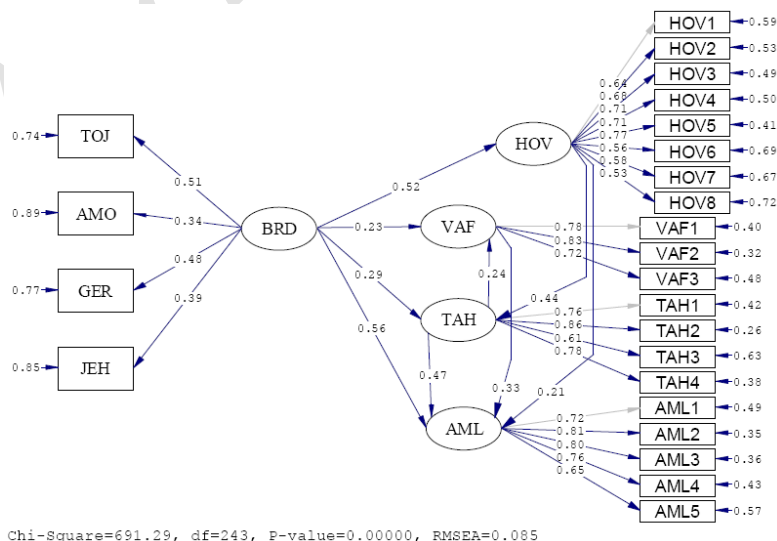 0.74 TOJ
0.89 AMO
0.77 GER
0.85 JEH
0.51
0.34
0.48
0.39
BRD
0.52
0.23
0.29
0.56
HOV
VAF
TAH
AML
0.24
0.47
0.44
0.33
0.21
0.64 HOV1 0.59
0.68 HOV2 0.53
0.71 HOV3 0.49
0.71 HOV4 0.50
0.77 HOV5 0.41
0.56 HOV6 0.69
0.58 HOV7 0.67
0.53 HOV8 0.72
0.78 VAF1 0.40
0.83 VAF2 0.32
0.72 VAF3 0.48
0.76 TAH1 0.42
0.86 TAH2 0.26
0.61 TAH3 0.63
0.78 TAH4 0.38
0.72 AML1 0.49
0.81 AML2 0.35
0.80 AML3 0.36
0.76 AML4 0.43
0.65 AML5 0.57
Chi-Square=691.29, df=243, P-value=0.00000, RMSEA=0.085